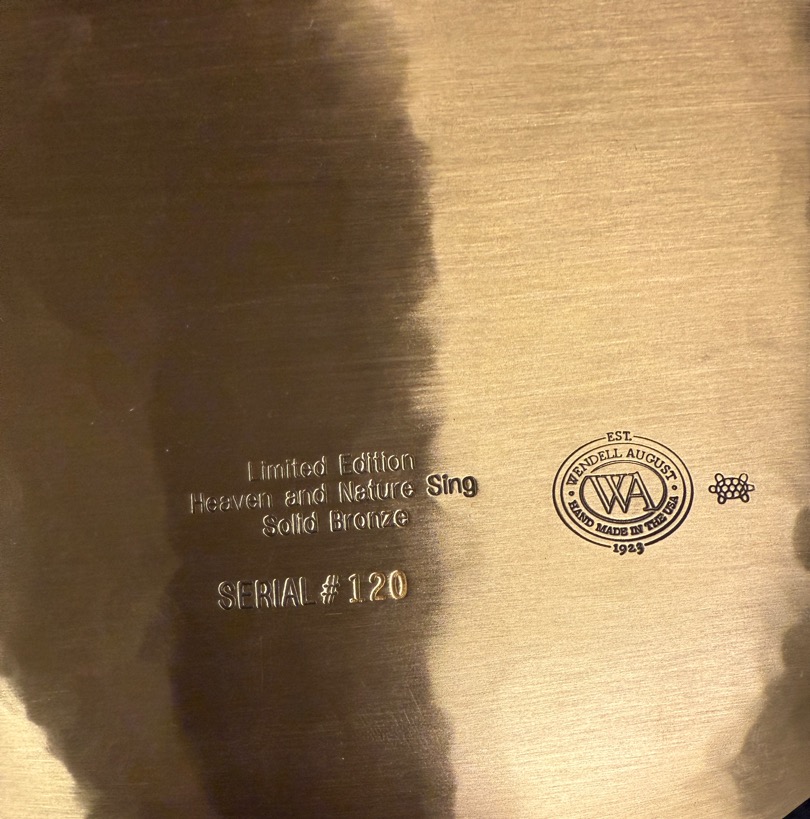 Limited Edition
Heaven and Nature Sing
Solid Bronze
SERIAL # 120
EST.
WENDELL AUGUST
WA
HAND MADE IN THE USA
1923